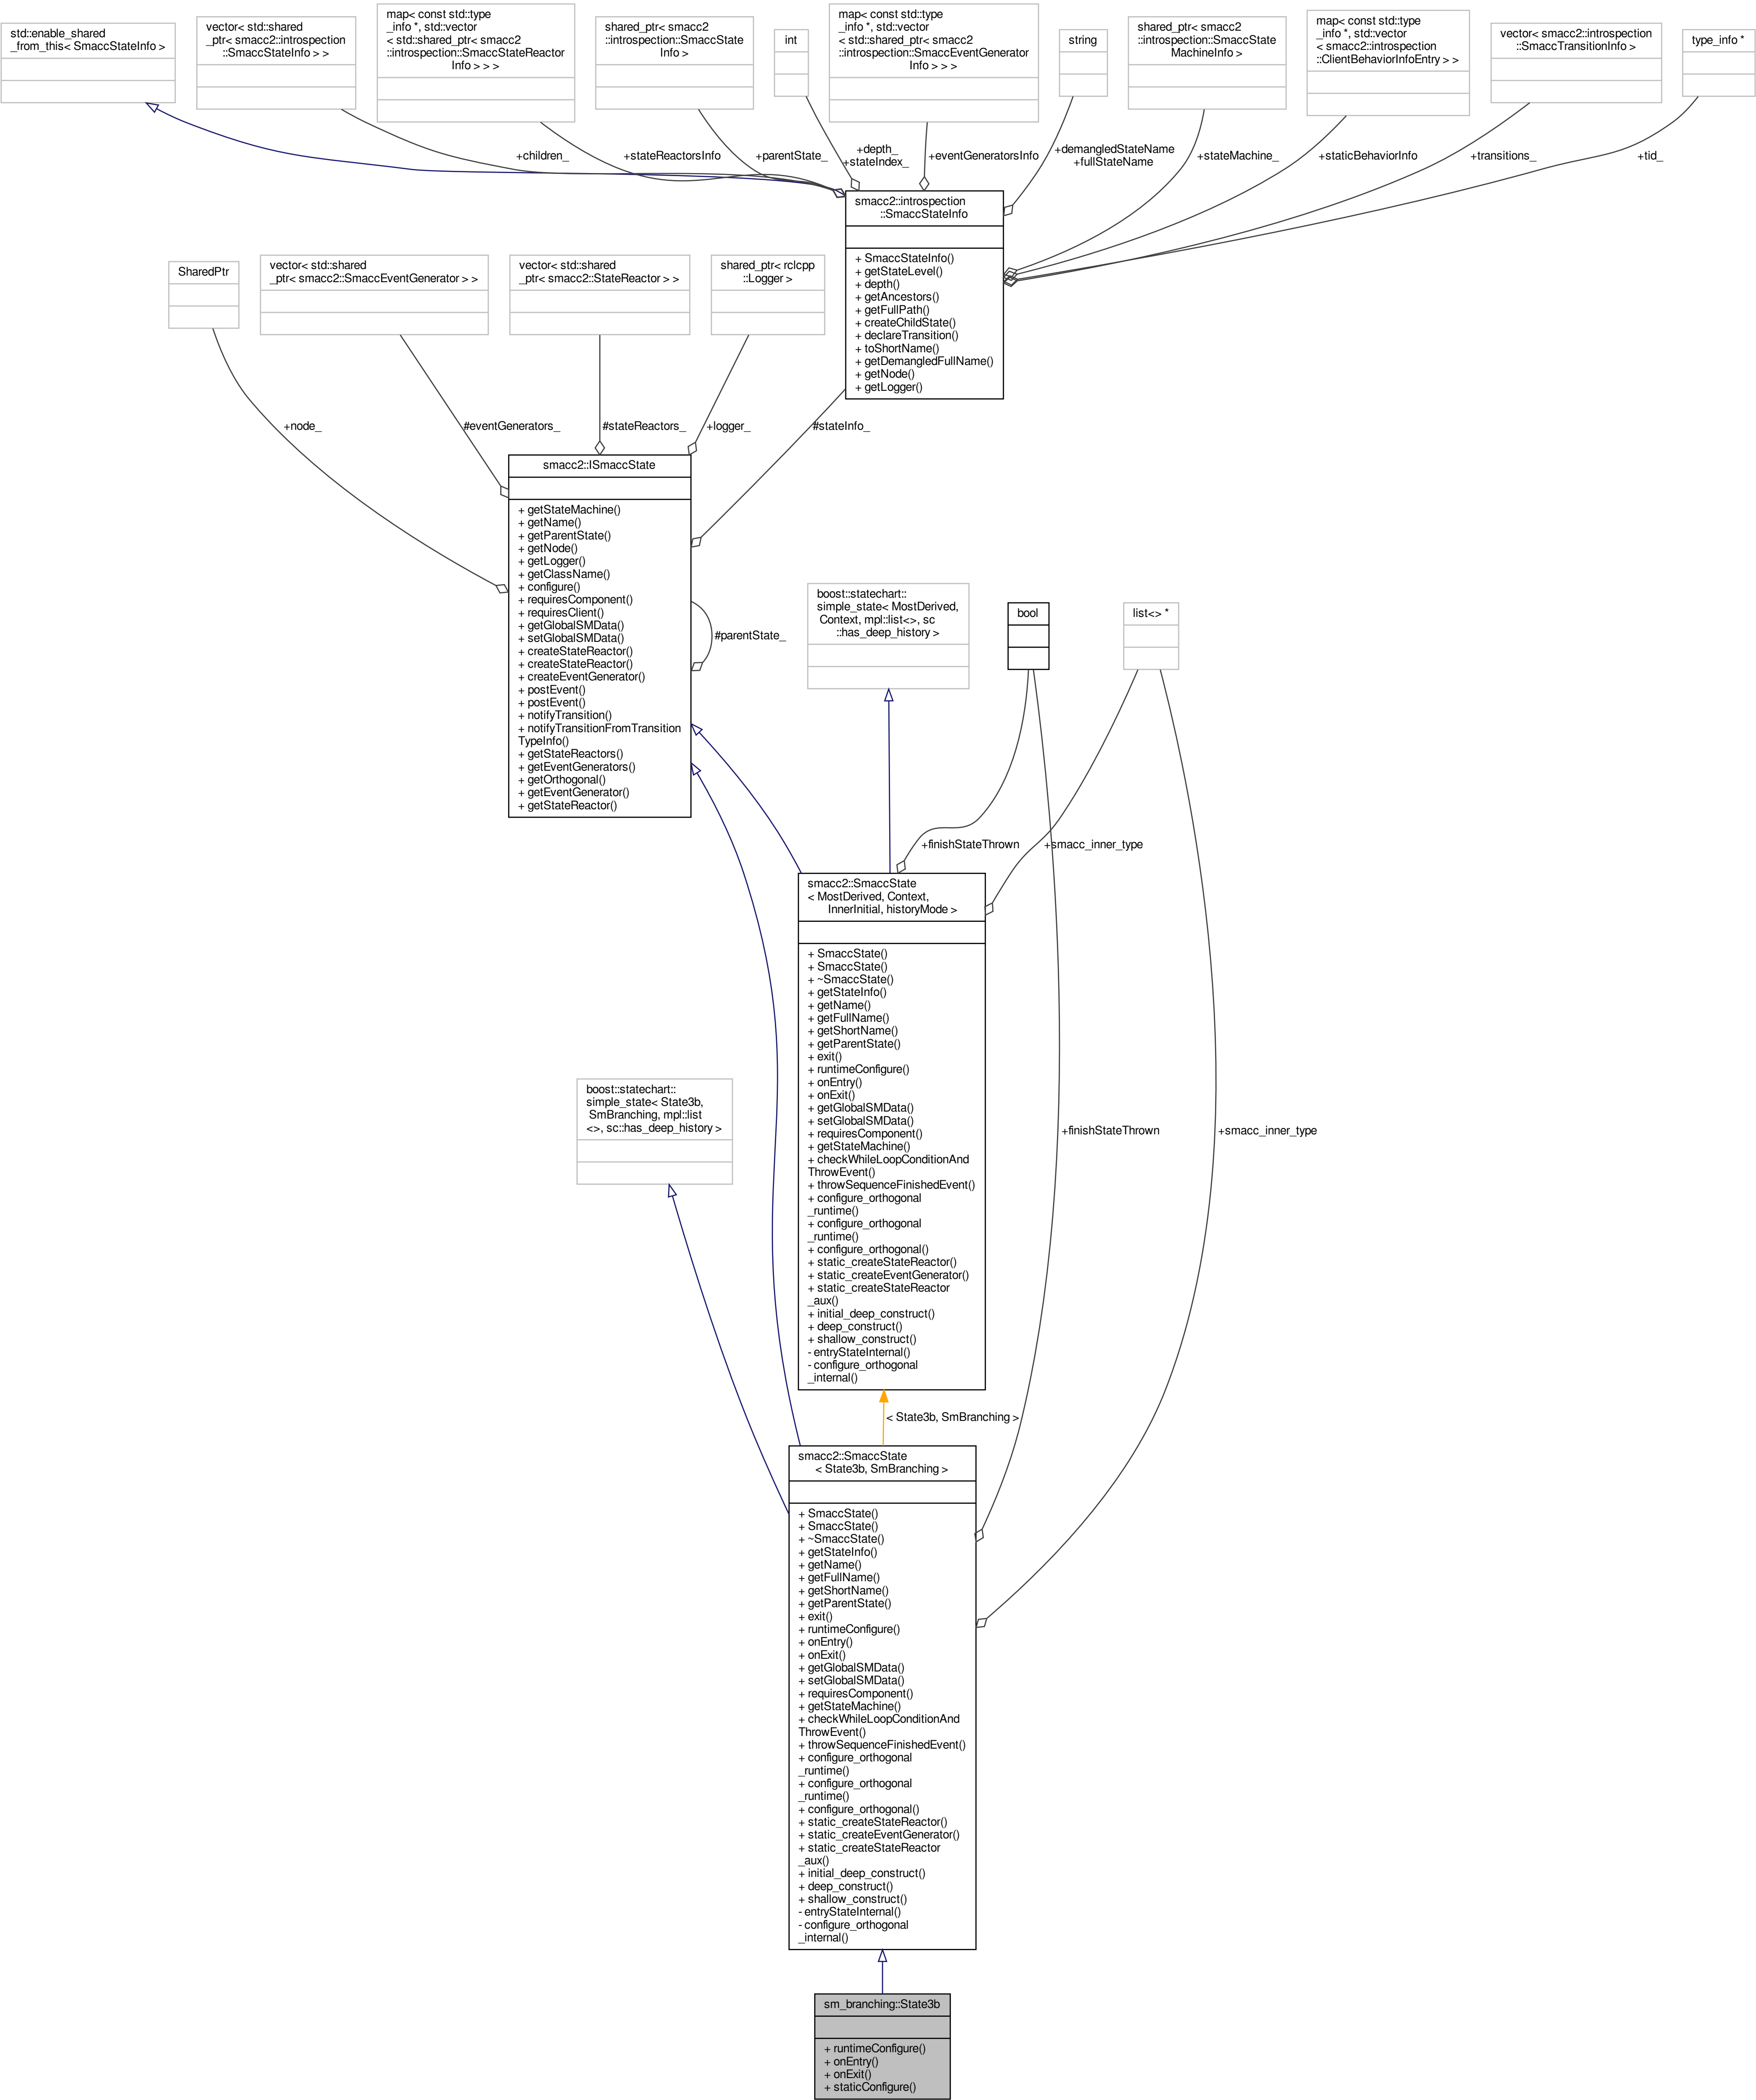 std::enable_shared
_from_this< SmaccStateInfo >
vector< std::shared
_ptr< smacc2::introspection
::SmaccStateInfo > >
map< const std::type
_info *, std::vector
< std::shared_ptr< smacc2
::introspection::SmaccStateReactor
Info > > >
shared_ptr< smacc2
::introspection::SmaccState
Info >
int
map< const std::type
_info *, std::vector
< std::shared_ptr< smacc2
::introspection::SmaccEventGenerator
Info > > >
string
shared_ptr< smacc2
::introspection::SmaccState
MachineInfo >
map< const std::type
_info *, std::vector
< smacc2::introspection
::ClientBehaviorInfoEntry > >
vector< smacc2::introspection
::SmaccTransitionInfo >
type_info *
+children_
+stateReactorsInfo
+parentState_
+depth_
+stateIndex_
+eventGeneratorsInfo
+demangledStateName
+fullStateName
+stateMachine_
+staticBehaviorInfo
+transitions_
+tid_
smacc2::introspection
::SmaccStateInfo
+ SmaccStateInfo()
+ getStateLevel()
+ depth()
+ getAncestors()
+ getFullPath()
+ createChildState()
+ declareTransition()
+ toShortName()
+ getDemangledFullName()
+ getNode()
+ getLogger()
SharedPtr
vector< std::shared
_ptr< smacc2::SmaccEventGenerator > >
vector< std::shared
_ptr< smacc2::StateReactor > >
shared_ptr< rclcpp
::Logger >
+node_
#eventGenerators_
#stateReactors_
+logger_
#stateInfo_
smacc2::ISmaccState
+ getStateMachine()
+ getName()
+ getParentState()
+ getNode()
+ getLogger()
+ getClassName()
+ configure()
+ requiresComponent()
+ requiresClient()
+ getGlobalSMData()
+ setGlobalSMData()
+ createStateReactor()
+ createStateReactor()
+ createEventGenerator()
+ postEvent()
+ postEvent()
+ notifyTransition()
+ notifyTransitionFromTransition
TypeInfo()
+ getStateReactors()
+ getEventGenerators()
+ getOrthogonal()
+ getEventGenerator()
+ getStateReactor()
#parentState_
boost::statechart::
simple_state< MostDerived,
Context, mpl::list<>, sc
::has_deep_history >
bool
list<> *
+finishStateThrown
+smacc_inner_type
smacc2::SmaccState
< MostDerived, Context,
InnerInitial, historyMode >
+ SmaccState()
+ SmaccState()
+ ~SmaccState()
+ getStateInfo()
+ getName()
+ getFullName()
+ getShortName()
+ getParentState()
+ exit()
+ runtimeConfigure()
+ onEntry()
+ onExit()
+ getGlobalSMData()
+ setGlobalSMData()
+ requiresComponent()
+ getStateMachine()
+ checkWhileLoopConditionAnd
ThrowEvent()
+ throwSequenceFinishedEvent()
+ configure_orthogonal
_runtime()
+ configure_orthogonal
_runtime()
+ configure_orthogonal()
+ static_createStateReactor()
+ static_createEventGenerator()
+ static_createStateReactor
_aux()
+ initial_deep_construct()
+ deep_construct()
+ shallow_construct()
- entryStateInternal()
- configure_orthogonal
_internal()
boost::statechart::
simple_state< State3b,
SmBranching, mpl::list
<>, sc::has_deep_history >
+finishStateThrown
+smacc_inner_type
< State3b, SmBranching >
smacc2::SmaccState
< State3b, SmBranching >
+ SmaccState()
+ SmaccState()
+ ~SmaccState()
+ getStateInfo()
+ getName()
+ getFullName()
+ getShortName()
+ getParentState()
+ exit()
+ runtimeConfigure()
+ onEntry()
+ onExit()
+ getGlobalSMData()
+ setGlobalSMData()
+ requiresComponent()
+ getStateMachine()
+ checkWhileLoopConditionAnd
ThrowEvent()
+ throwSequenceFinishedEvent()
+ configure_orthogonal
_runtime()
+ configure_orthogonal
_runtime()
+ configure_orthogonal()
+ static_createStateReactor()
+ static_createEventGenerator()
+ static_createStateReactor
_aux()
+ initial_deep_construct()
+ deep_construct()
+ shallow_construct()
- entryStateInternal()
- configure_orthogonal
_internal()
sm_branching::State3b
+ runtimeConfigure()
+ onEntry()
+ onExit()
+ staticConfigure()